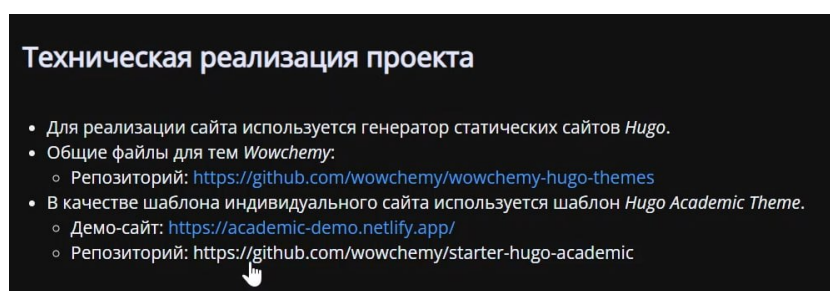 Техническая реализация проекта
Для реализации сайта используется генератор статических сайтов Hugo.
Общие файлы для тем Wowchemy:
Репозиторий: https://github.com/wowchemy/wowchemy-hugo-themes
В качестве шаблона индивидуального сайта используется шаблон Hugo Academic Theme.
Демо-сайт: https://academic-demo.netlify.app/
Репозиторий: https://github.com/wowchemy/starter-hugo-academic